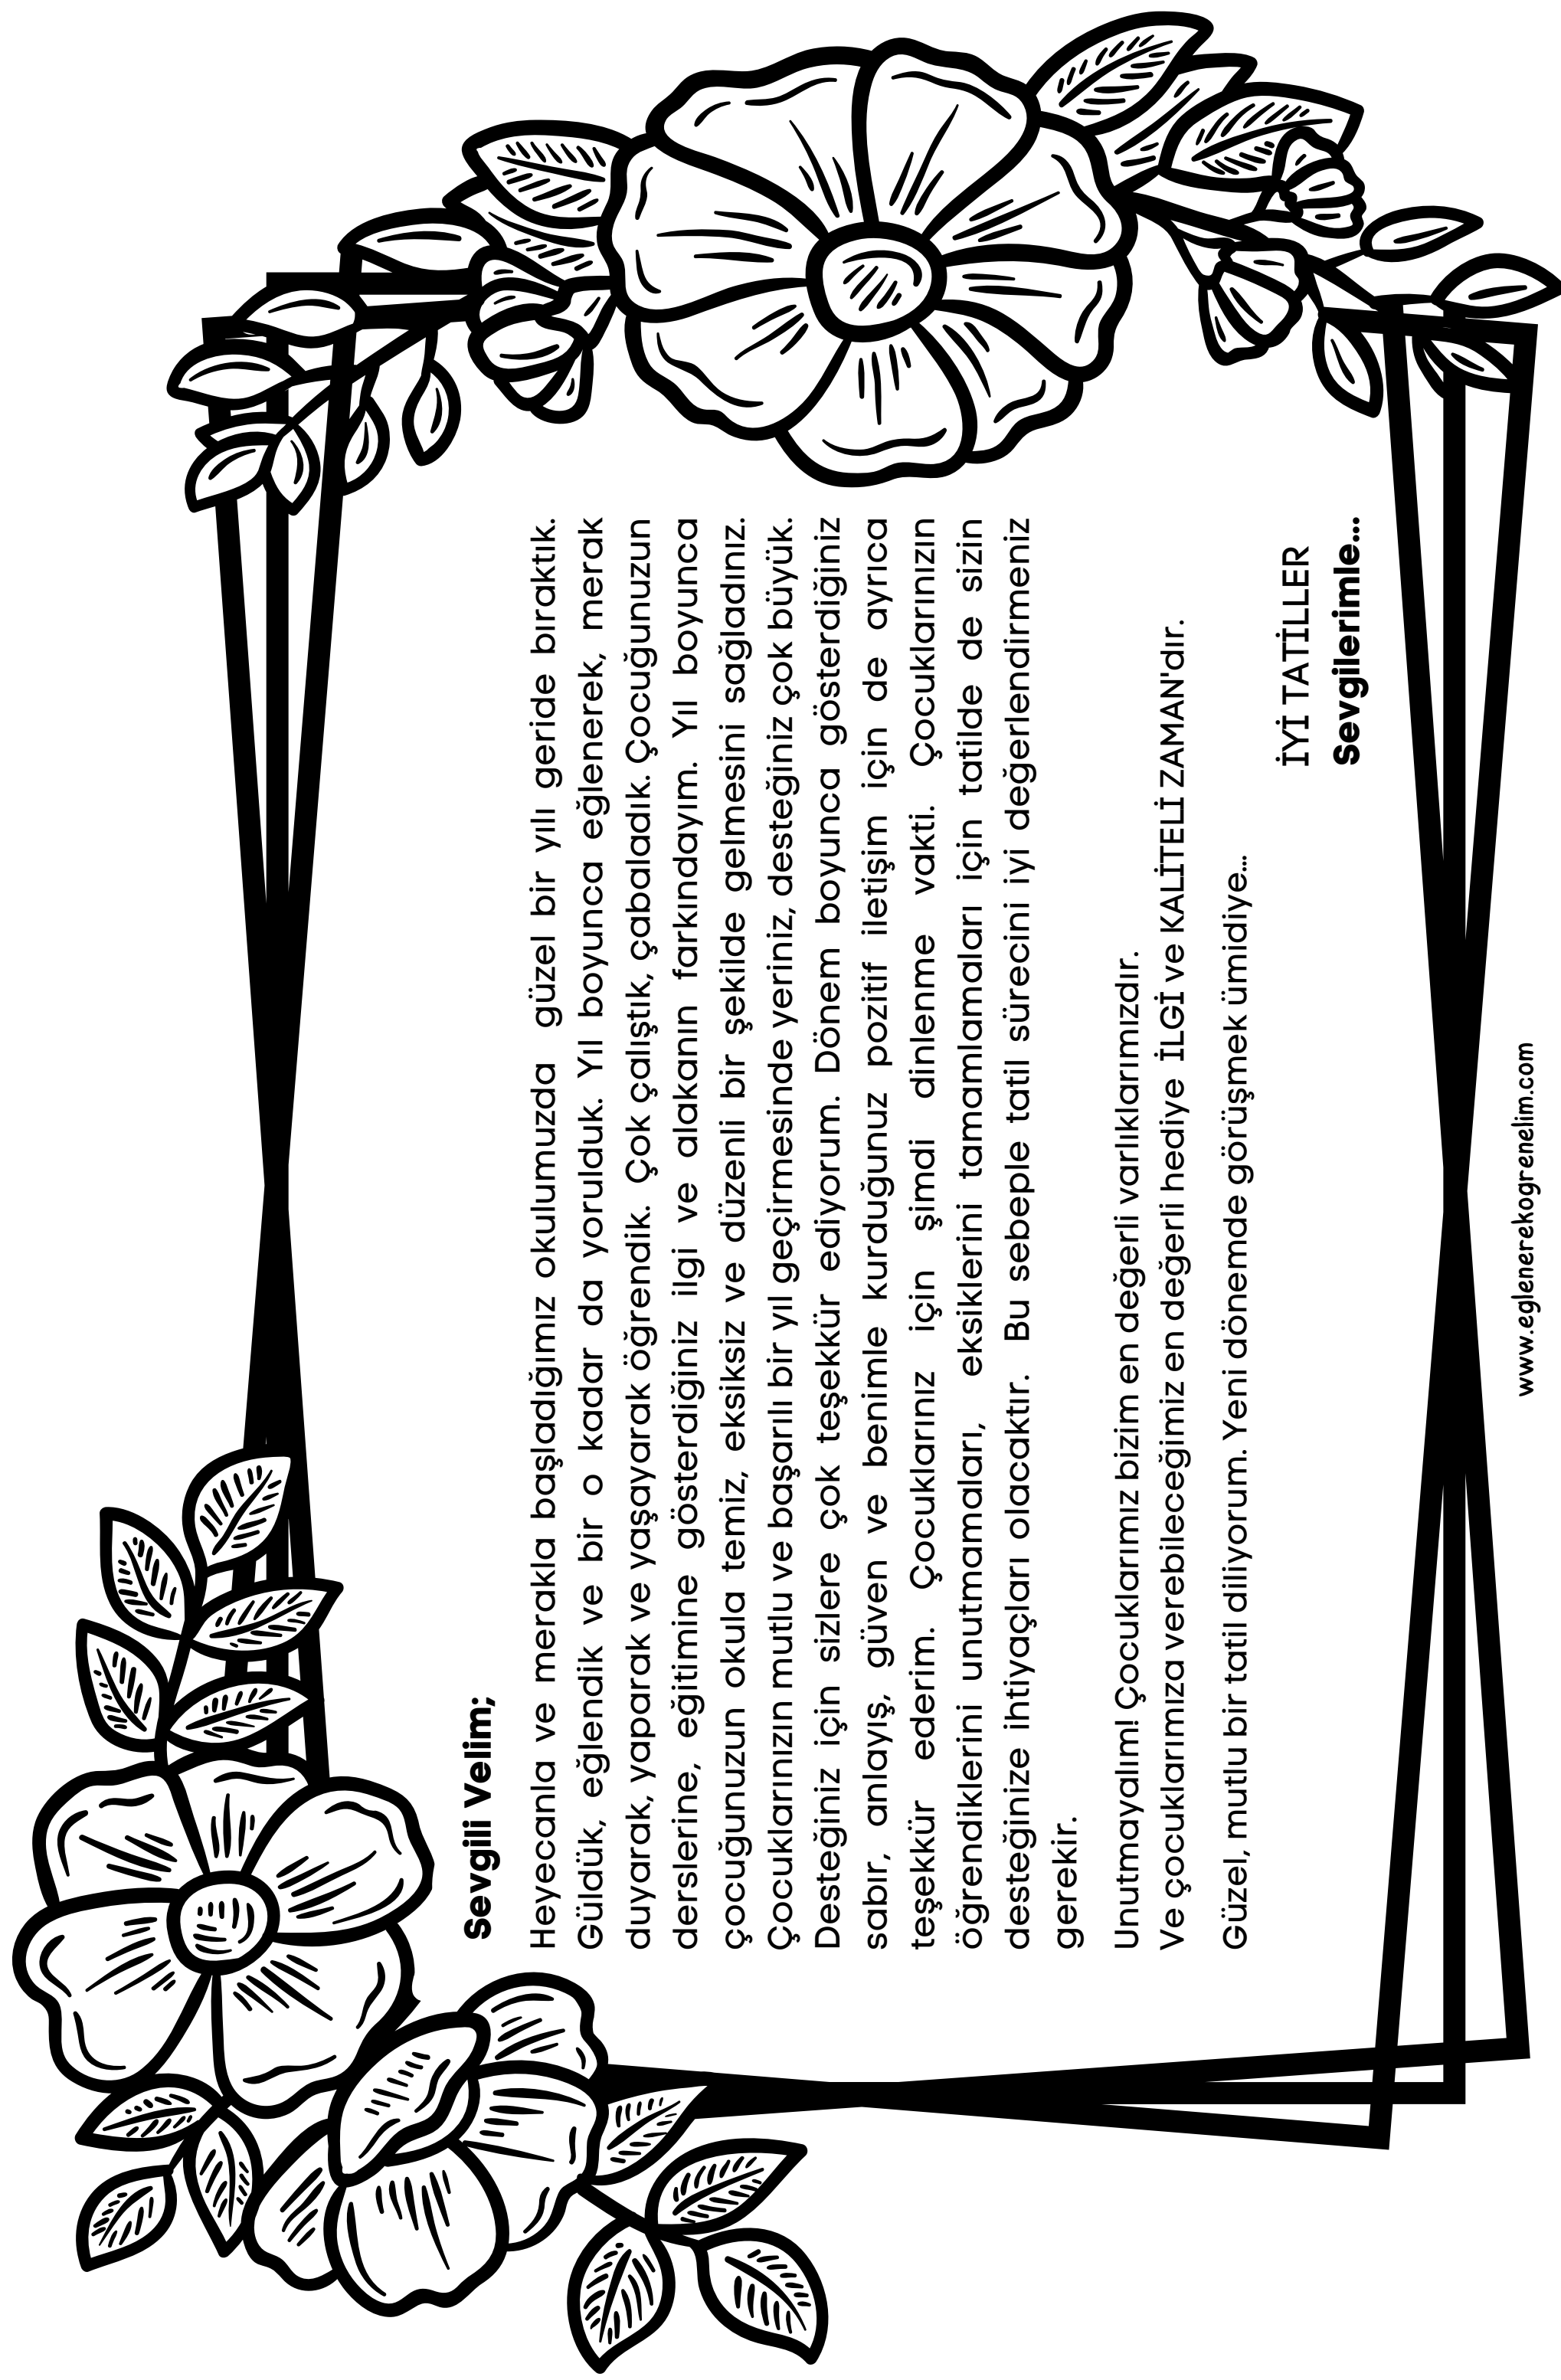 Sevgili Velim;
Heyecanla ve merakla başladığımız okulumuzda güzel bir yılı geride bıraktık.
Güldük, eğlendik ve bir o kadar da yorulduk. Yıl boyunca eğlenerek, merak
duyarak, yaparak ve yaşayarak öğrendik. Çok çalıştık, çabaladık. Çocuğunuzun
derslerine, eğitimine gösterdiğiniz ilgi ve alakanın farkındayım. Yıl boyunca
çocuğunuzun okula temiz, eksiksiz ve düzenli bir şekilde gelmesini sağladınız.
Çocuklarınızın mutlu ve başarılı bir yıl geçirmesinde yeriniz, desteğiniz çok büyük.
Desteğiniz için sizlere çok teşekkür ediyorum. Dönem boyunca gösterdiğiniz
sabır, anlayış, güven ve benimle kurduğunuz pozitif iletişim için de ayrıca
teşekkür ederim. Çocuklarınız için şimdi dinlenme vakti. Çocuklarınızın
öğrendiklerini unutmamaları, eksiklerini tamamlamaları için tatilde de sizin
desteğinize ihtiyaçları olacaktır. Bu sebeple tatil sürecini iyi değerlendirmeniz
gerekir.
Unutmayalım! Çocuklarımız bizim en değerli varlıklarımızdır.
Ve çocuklarımıza verebileceğimiz en değerli hediye İLGİ ve KALİTELİ ZAMAN'dır.
Güzel, mutlu bir tatil diliyorum. Yeni dönemde görüşmek ümidiye...
İYİ TATİLLER
Sevgilerimle...
www.eglenerekogrenelim.com